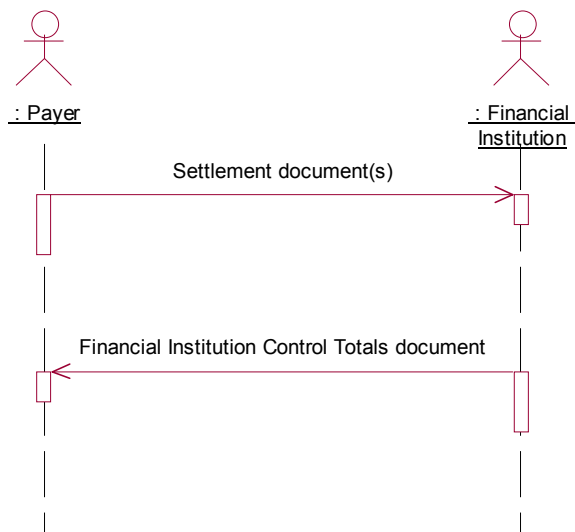 : Payer
: Financial
Institution
Settlement document(s)
Financial Institution Control Totals document